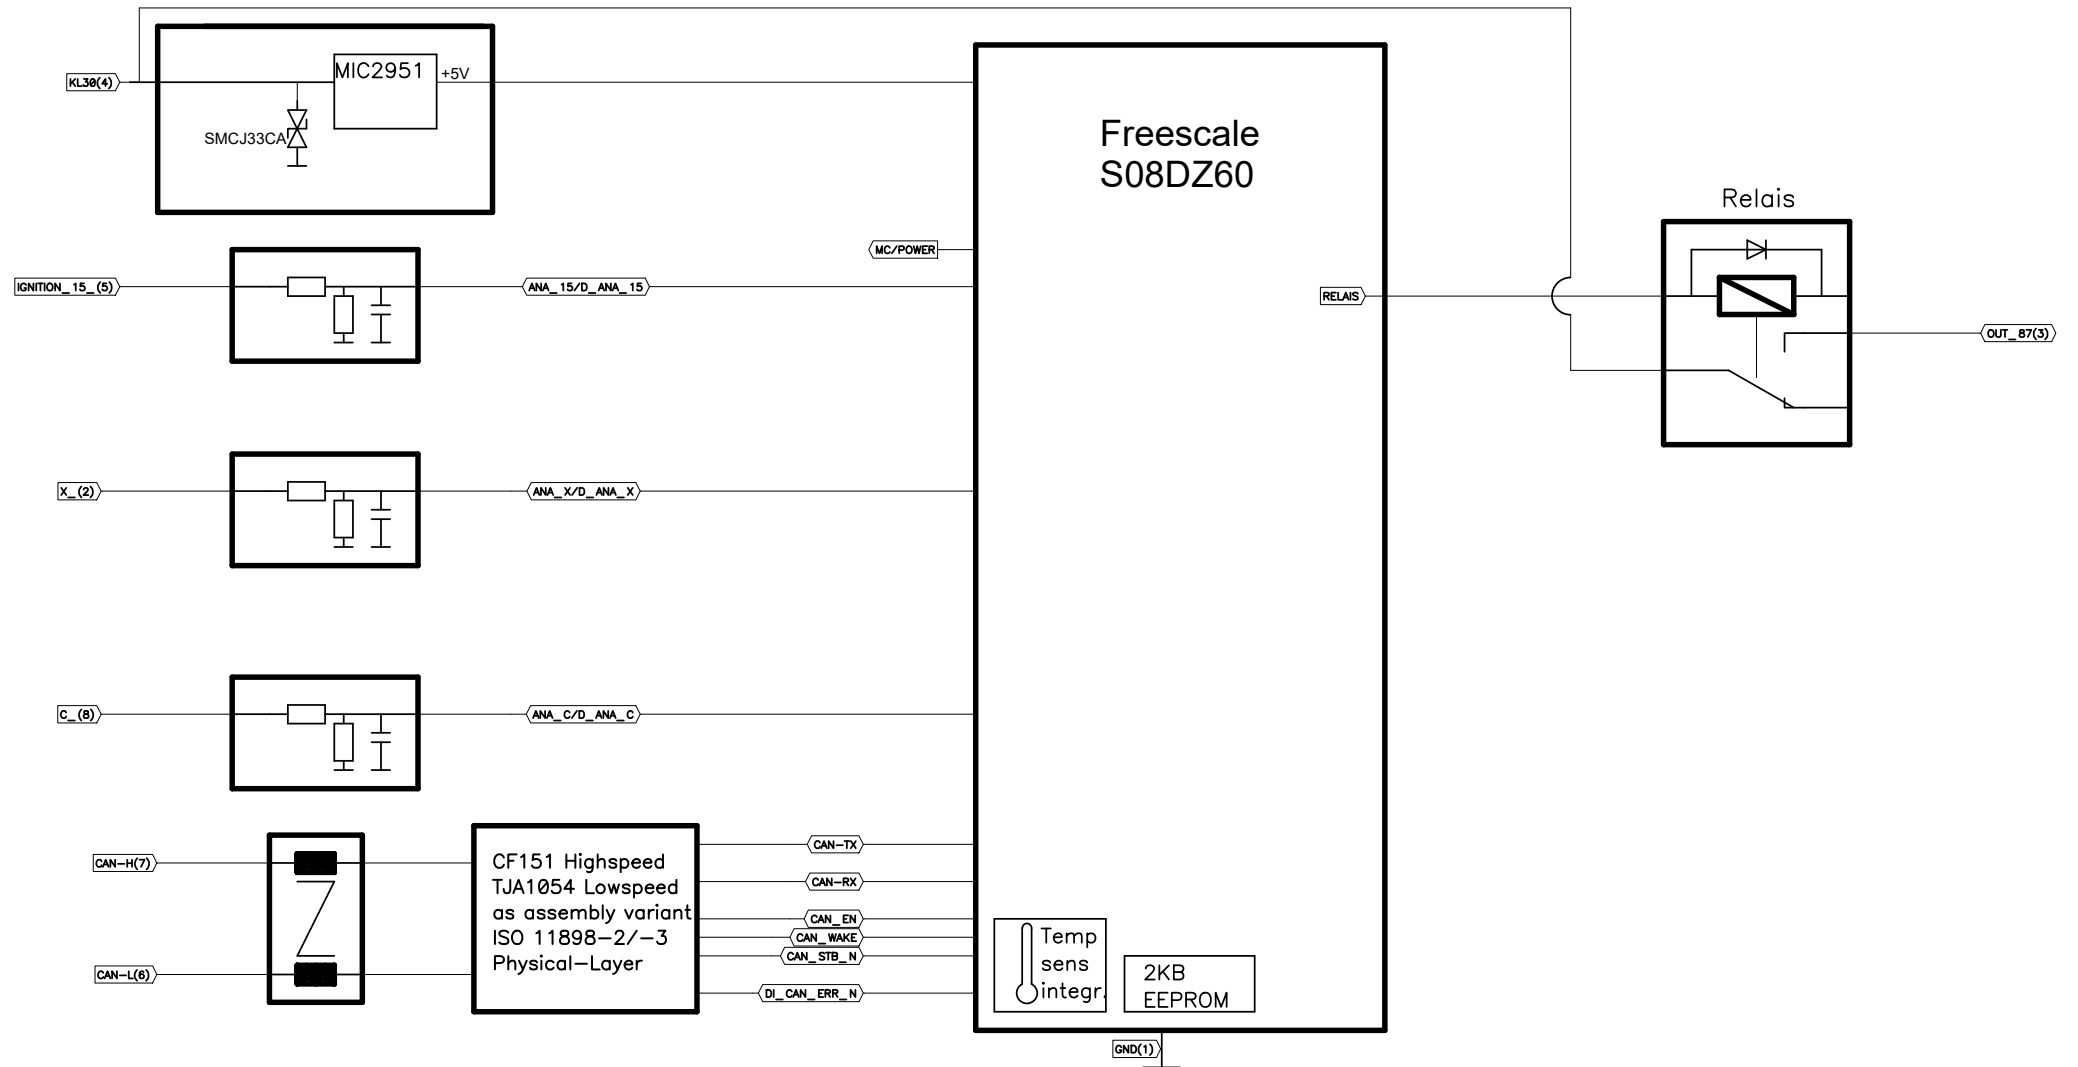 KL30(4)
MIC2951
+5V
SMCJ33CA
Freescale
S08DZ60
Relais
MC/POWER
IGNITION_15_(5)
ANA_15/D_ANA_15
RELAIS
OUT_87(3)
X_(2)
ANA_X/D_ANA_X
C_(8)
ANA_C/D_ANA_C
CAN-H(7)
CAN-L(6)
CF151 Highspeed
TJA1054 Lowspeed
as assembly variant
ISO 11898-2/-3
Physical-Layer
CAN-TX
CAN-RX
CAN_EN
CAN_WAKE
CAN_STB_N
DI_CAN_ERR_N
Temp
sens
integr.
2KB
EEPROM
GND(1)